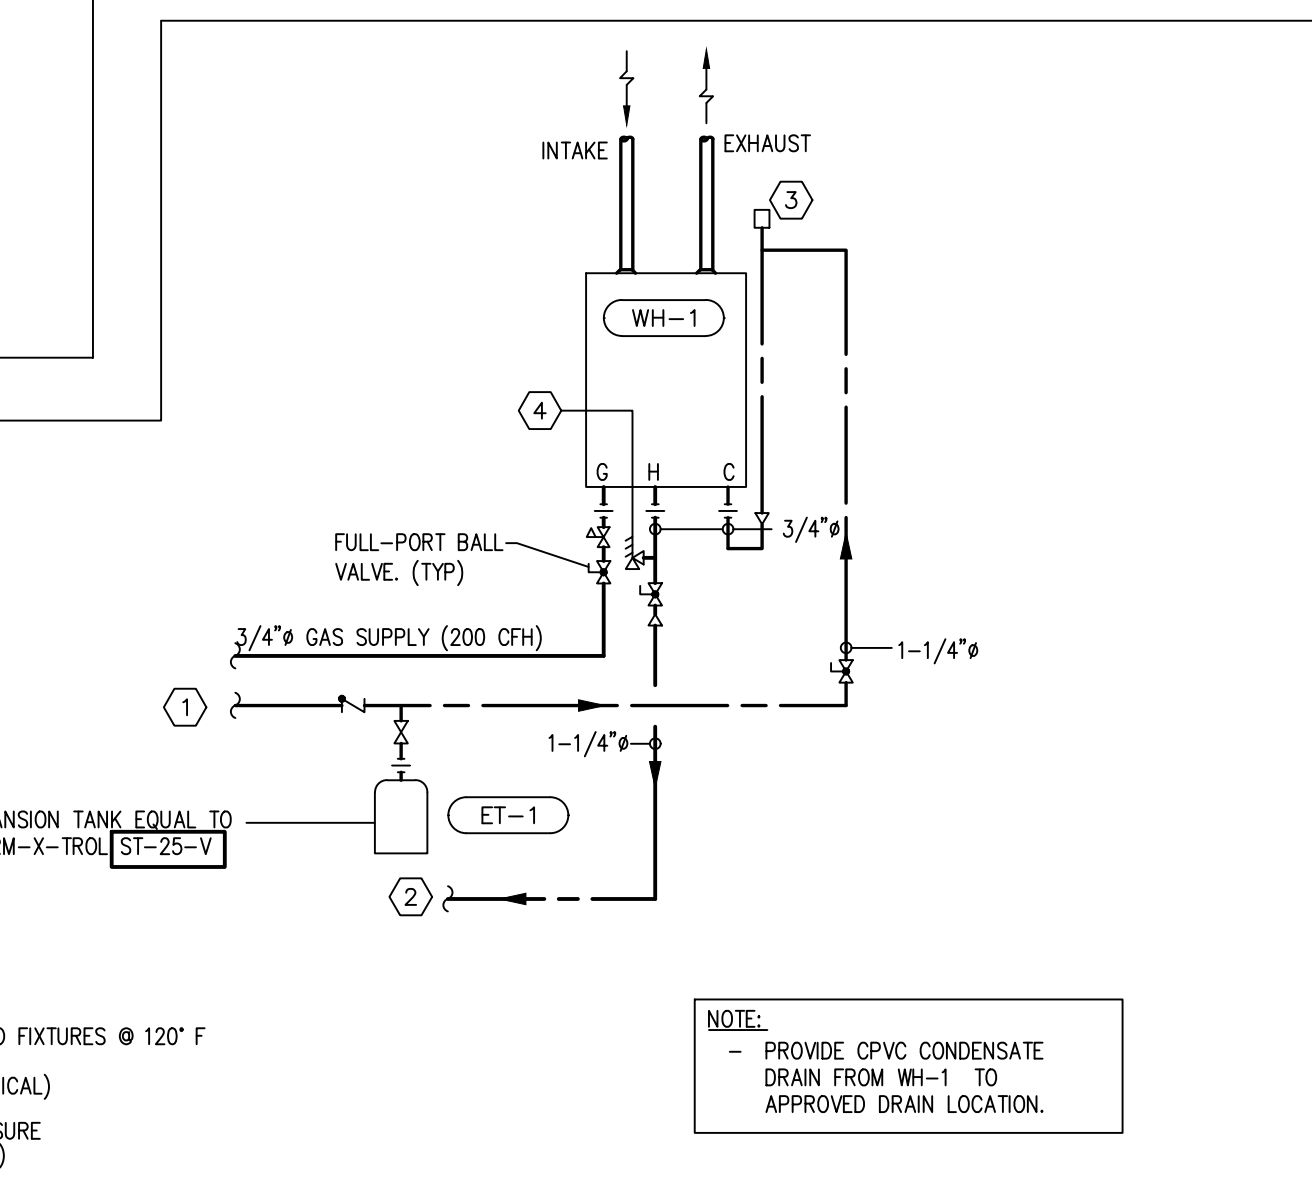 INTAKE
EXHAUST
3
WH-1
4
G H C
3/4"ø
FULL-PORT BALL
VALVE. (TYP)
3/4"ø GAS SUPPLY (200 CFH)
1-1/4"ø
1
1-1/4"ø
ANSION TANK EQUAL TO
RM-X-TROL ST-25-V
ET-1
2
FIXTURES @ 120° F
ICAL)
SURE
)
NOTE:
- PROVIDE CPVC CONDENSATE
DRAIN FROM WH-1 TO
APPROVED DRAIN LOCATION.